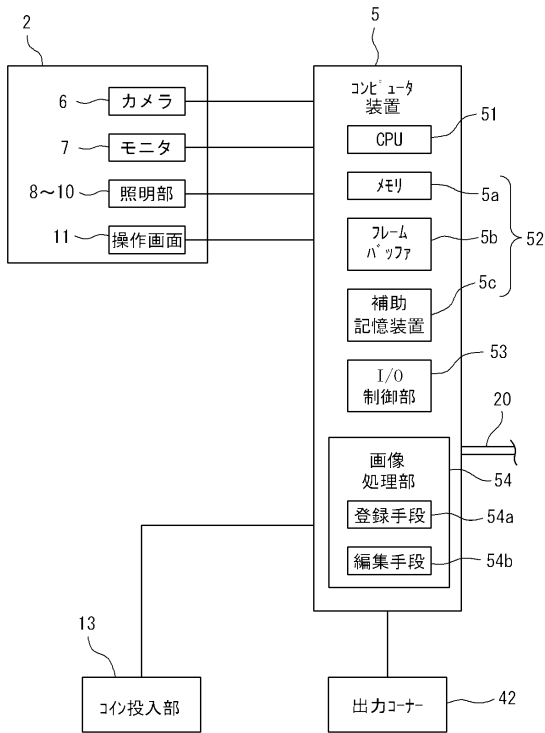 2
6
カメラ
7
モニタ
8～10
照明部
11
操作画面
5
ｺﾝﾋﾟｭｰﾀ
装置
51
CPU
ﾒﾓﾘ
5a
ﾌﾚｰﾑ
ﾊﾞｯﾌｧ
5b
52
補助
記憶装置
5c
I/O
制御部
53
20
画像
処理部
54
登録手段
54a
編集手段
54b
13
ｺｲﾝ投入部
出力ｺｰﾅｰ
42